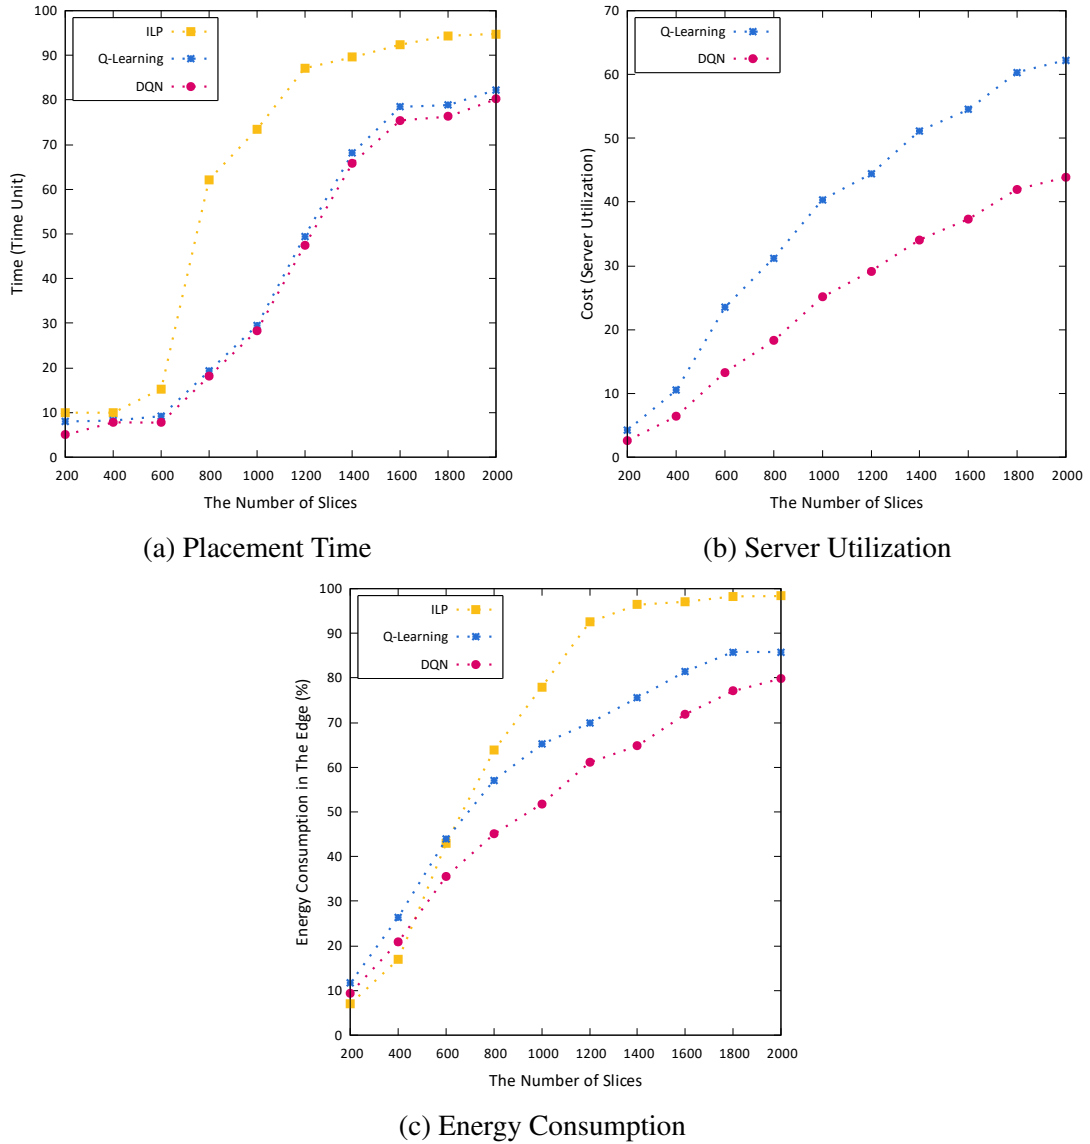 100
90
80
70
60
50
40
30
20
10
0
Time (Time Unit)
ILP
Q-Learning
DQN
200 400 600 800 1000 1200 1400 1600 1800 2000
The Number of Slices
(a) Placement Time
70
60
50
40
30
20
10
0
Cost (Server Utilization)
Q-Learning
DQN
200 400 600 800 1000 1200 1400 1600 1800 2000
The Number of Slices
(b) Server Utilization
100
90
80
70
60
50
40
30
20
10
0
Energy Consumption in The Edge (%)
ILP
Q-Learning
DQN
200 400 600 800 1000 1200 1400 1600 1800 2000
The Number of Slices
(c) Energy Consumption